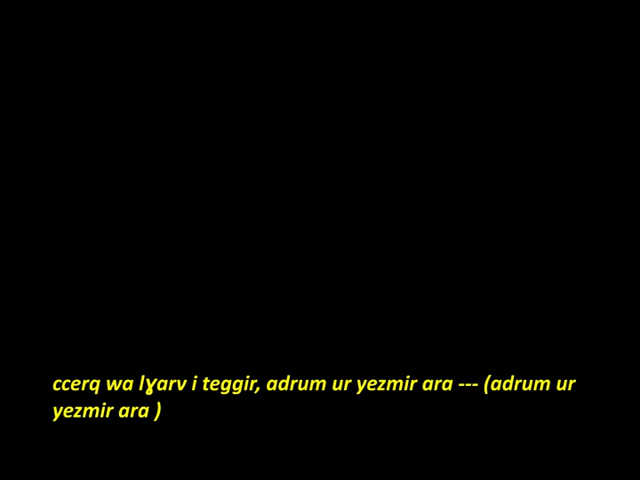 ccerq wa lɣarv i teggir, adrum ur yezmir ara --- (adrum ur
yezmir ara )